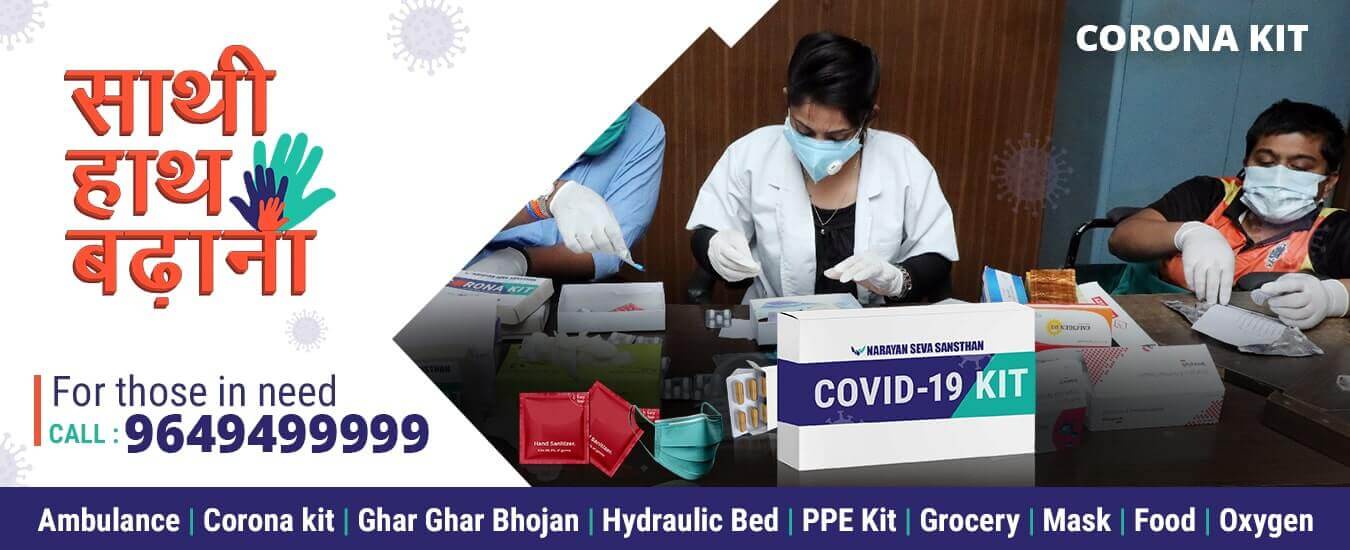 साथी
हाथ
बढ़ाना
For those in need
CALL : 9649499999
CORONA KIT
RONA KIT
NARAYAN SEVA SANSTHAN
COVID-19 KIT
Hand Sanitizer
Ambulance | Corona kit | Ghar Ghar Bhojan | Hydraulic Bed | PPE Kit | Grocery | Mask | Food | Oxygen